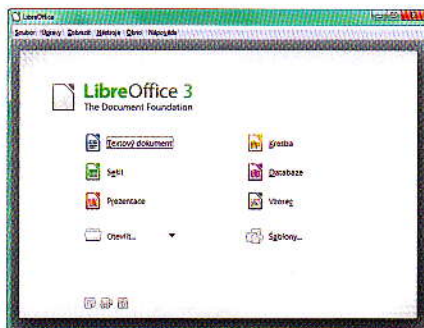 LibreOffice
Soubor Úpravy Zobrazit Nástroje Okno Nápověda
LibreOffice 3
The Document Foundation
Textový dokument
Kresba
Sešit
Databáze
Prezentace
Vzorec
Otevřít...
Šablony...